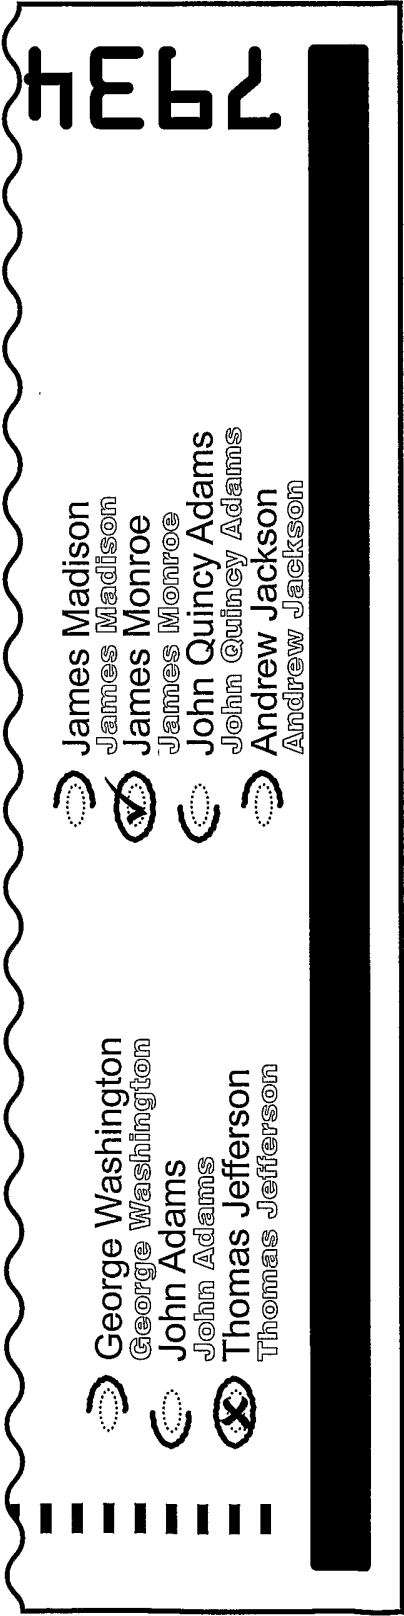 George Washington
George Washington
John Adams
John Adams
Thomas Jefferson
Thomas Jefferson
James Madison
James Madison
James Monroe
James Monroe
John Quincy Adams
John Quincy Adams
Andrew Jackson
Andrew Jackson
7934